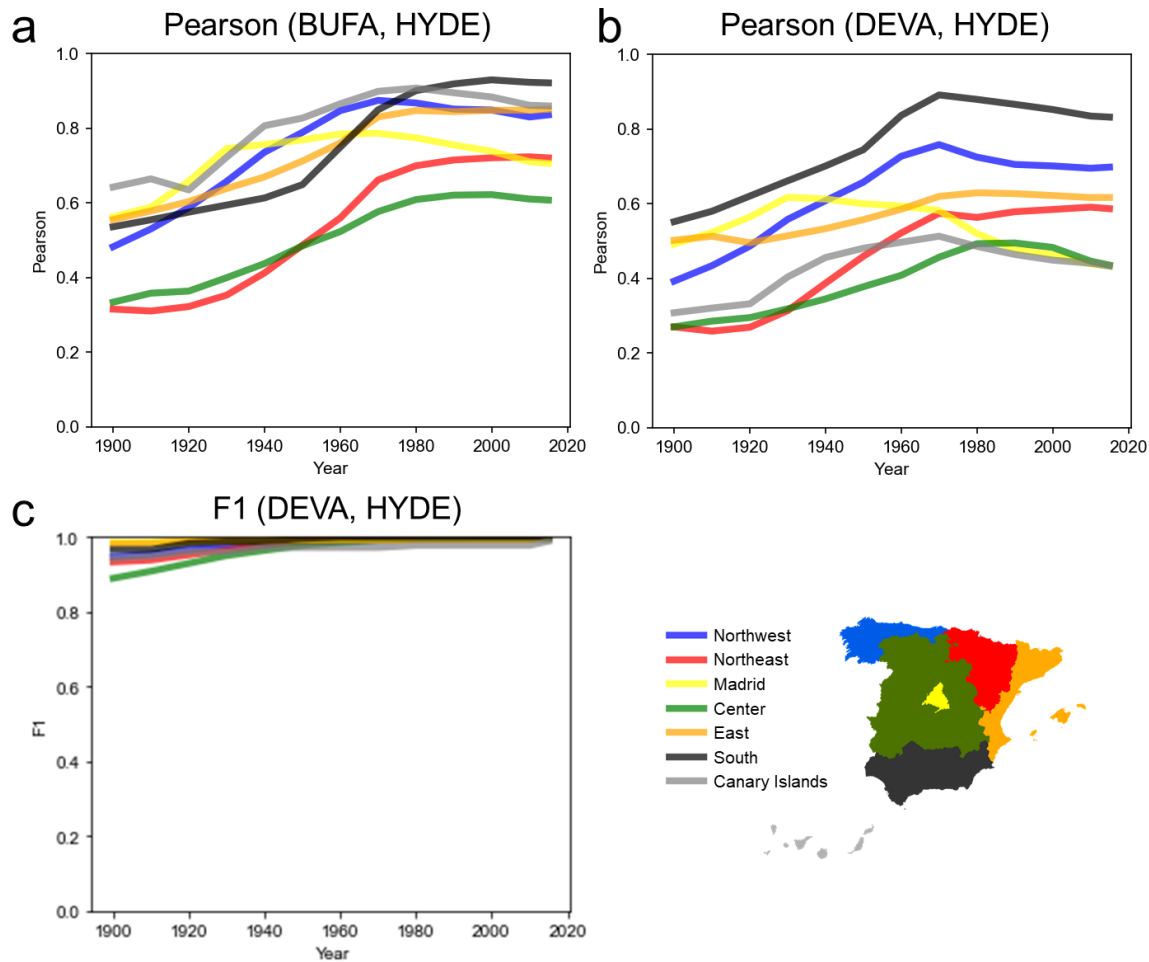 a
Pearson (BUFA, HYDE)
1.0
0.8
0.6
0.4
0.2
0.0
Pearson
1900 1920 1940 1960 1980 2000 2020
Year
b
Pearson (DEVA, HYDE)
1.0
0.8
0.6
0.4
0.2
0.0
Pearson
1900 1920 1940 1960 1980 2000 2020
Year
c
F1 (DEVA, HYDE)
1.0
0.8
0.6
0.4
0.2
0.0
F1
1900 1920 1940 1960 1980 2000 2020
Year
Northwest
Northeast
Madrid
Center
East
South
Canary Islands